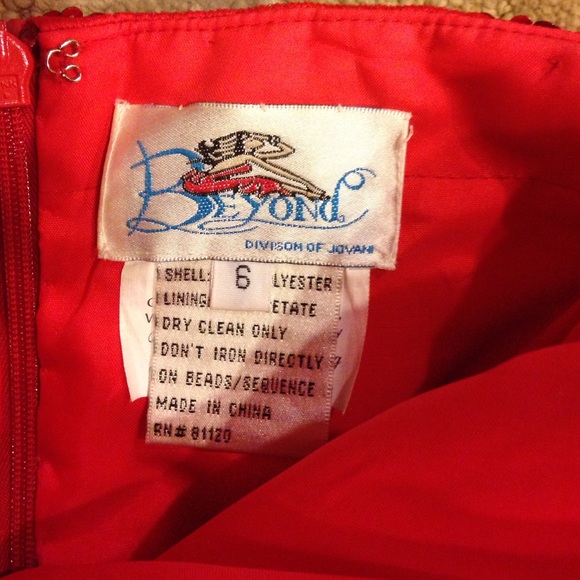 Beyond
DIVISON OF JOVANI
6
SHELL: LYESTER
LINING ETATE
DRY CLEAN ONLY
DON'T IRON DIRECTLY
ON BEADS/SEQUENCE
MADE IN CHINA
RN# 81120